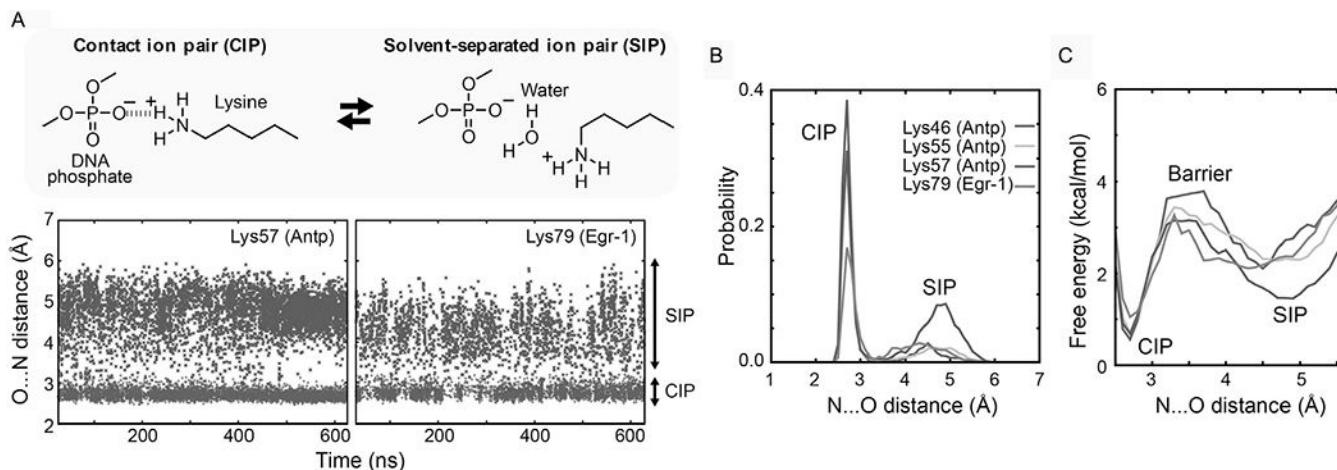 A
Contact ion pair (CIP)
Solvent-separated ion pair (SIP)
O
O
P
O
O
−
+
H
H
N
H
Lysine
DNA
phosphate
O
O
P
O
O
−
Water
H
O
H
+
H
N
H
H
O...N distance (Å)
7
6
5
4
3
2
Lys57 (Antp)
Lys79 (Egr-1)
SIP
CIP
200
400
600
200
400
600
Time (ns)
B
Probability
0.4
0.2
0.0
CIP
Lys46 (Antp)
Lys55 (Antp)
Lys57 (Antp)
Lys79 (Egr-1)
SIP
1
2
3
4
5
6
7
N...O distance (Å)
C
Free energy (kcal/mol)
6
4
2
0
Barrier
CIP
SIP
3
4
5
N...O distance (Å)